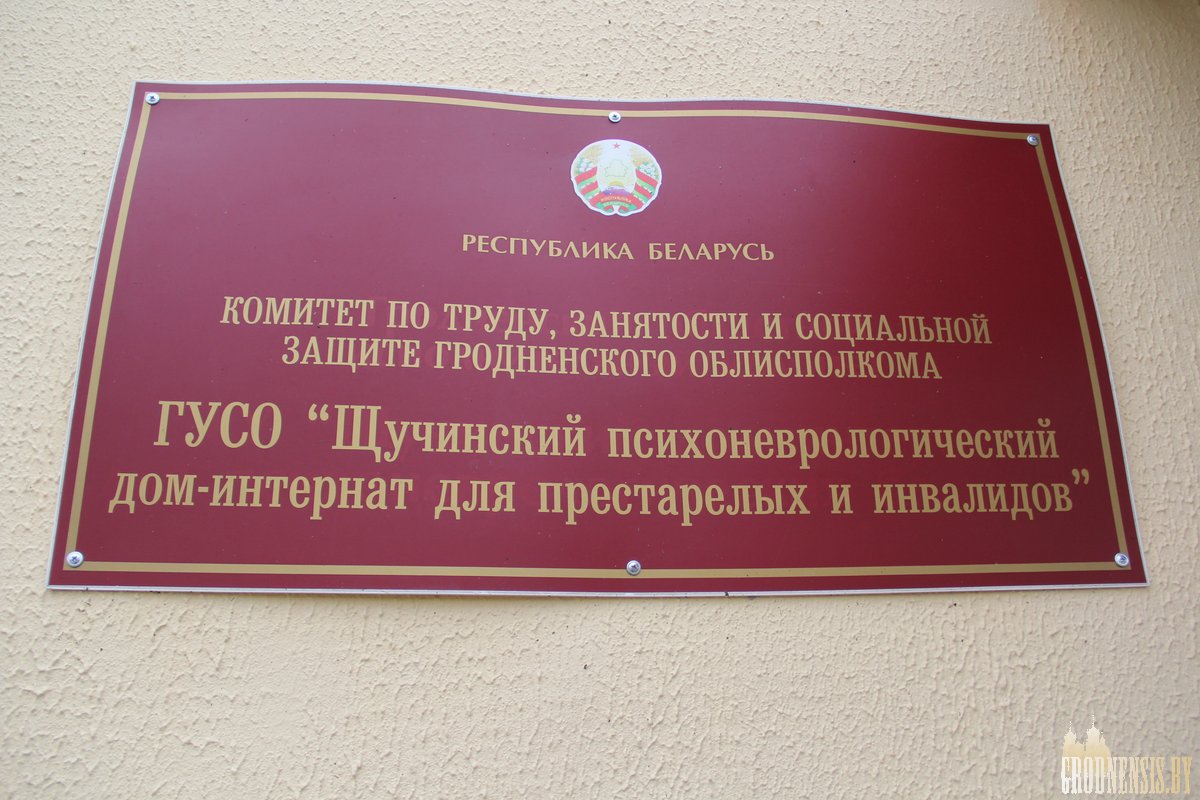 РЕСПУБЛИКА БЕЛАРУСЬ
КОМИТЕТ ПО ТРУДУ, ЗАНЯТОСТИ И СОЦИАЛЬНОЙ
ЗАЩИТЕ ГРОДНЕНСКОГО ОБЛИСПОЛКОМА
ГУСО “Щучинский психоневрологический
дом-интернат для престарелых и инвалидов”
GRODNENSIS.BY